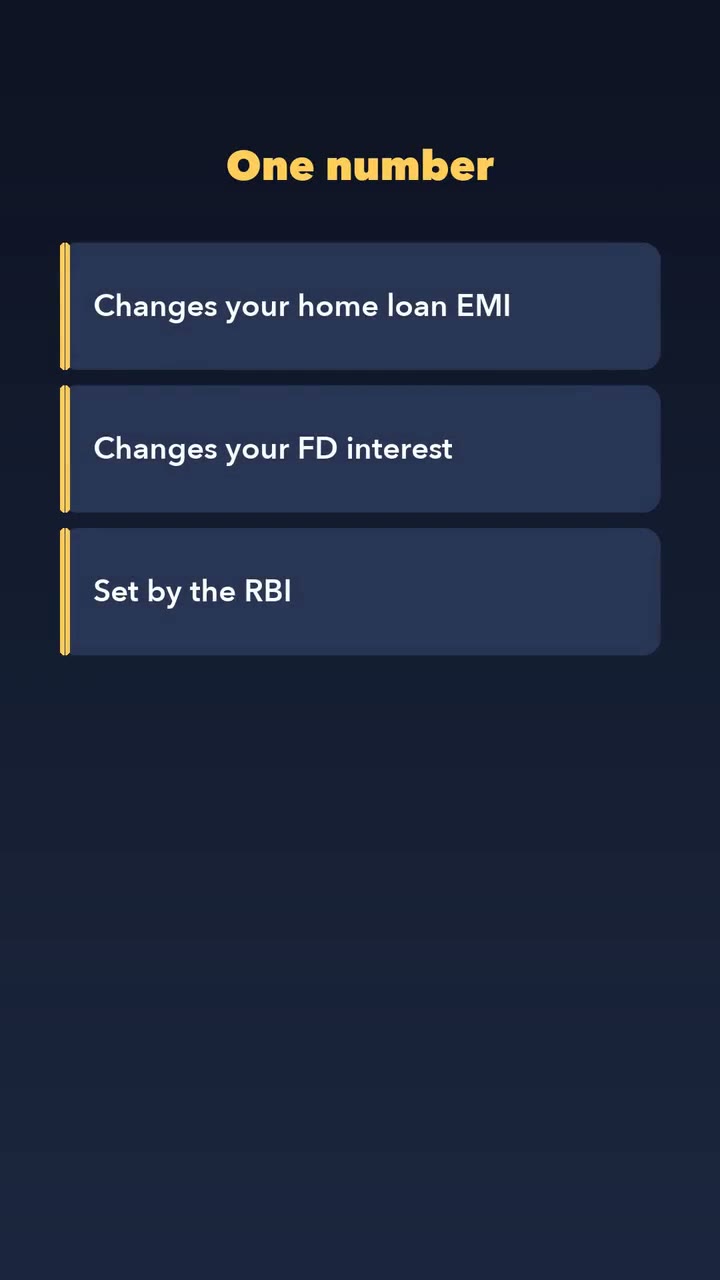 One number
Changes your home loan EMI
Changes your FD interest
Set by the RBI